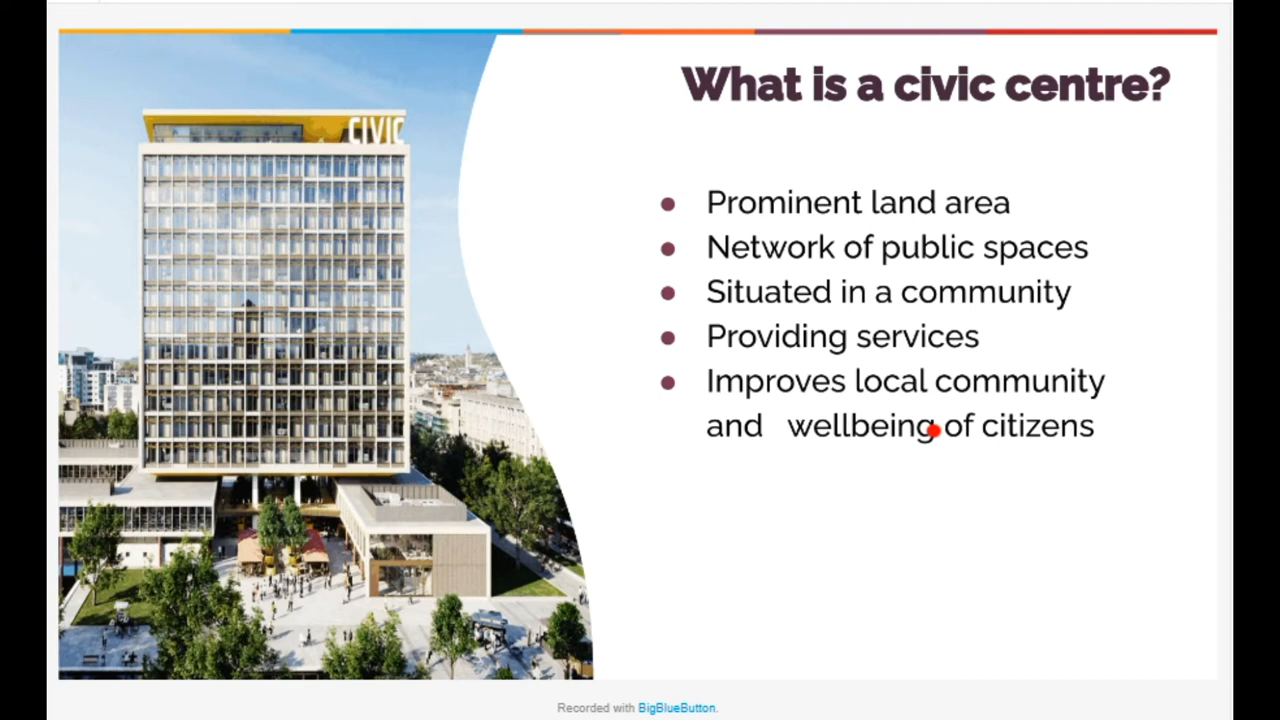 What is a civic centre?
CIVIC
● Prominent land area
● Network of public spaces
● Situated in a community
● Providing services
● Improves local community
and wellbeing of citizens
Recorded with BigBlueButton.